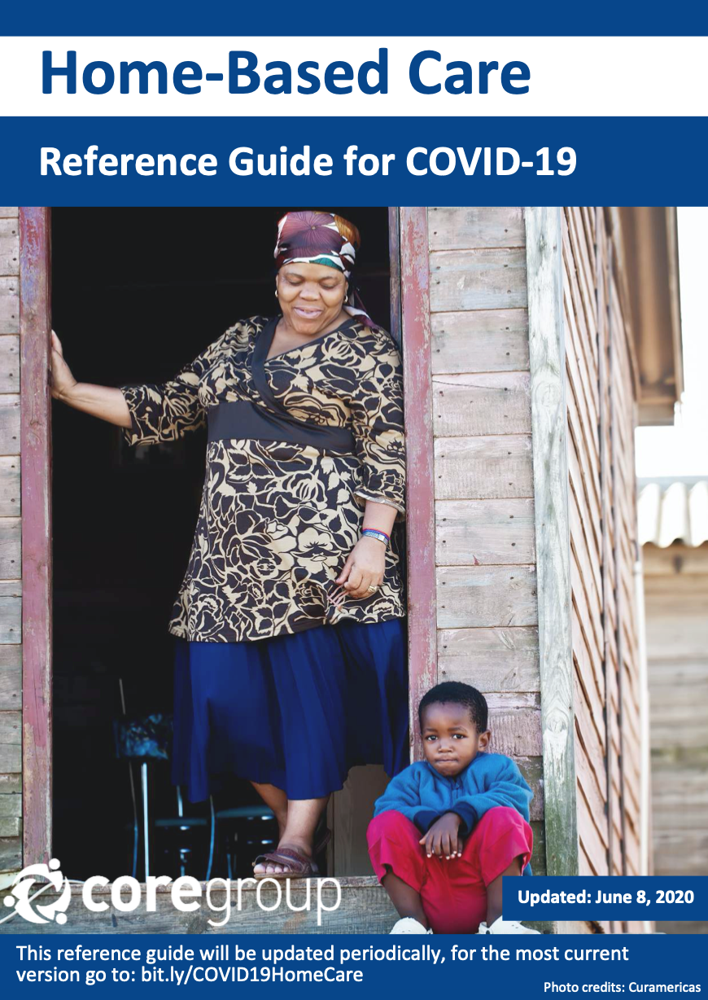 Home-Based Care
Reference Guide for COVID-19
coregroup
Updated: June 8, 2020
This reference guide will be updated periodically, for the most current
version go to: bit.ly/COVID19HomeCare
Photo credits: Curamericas